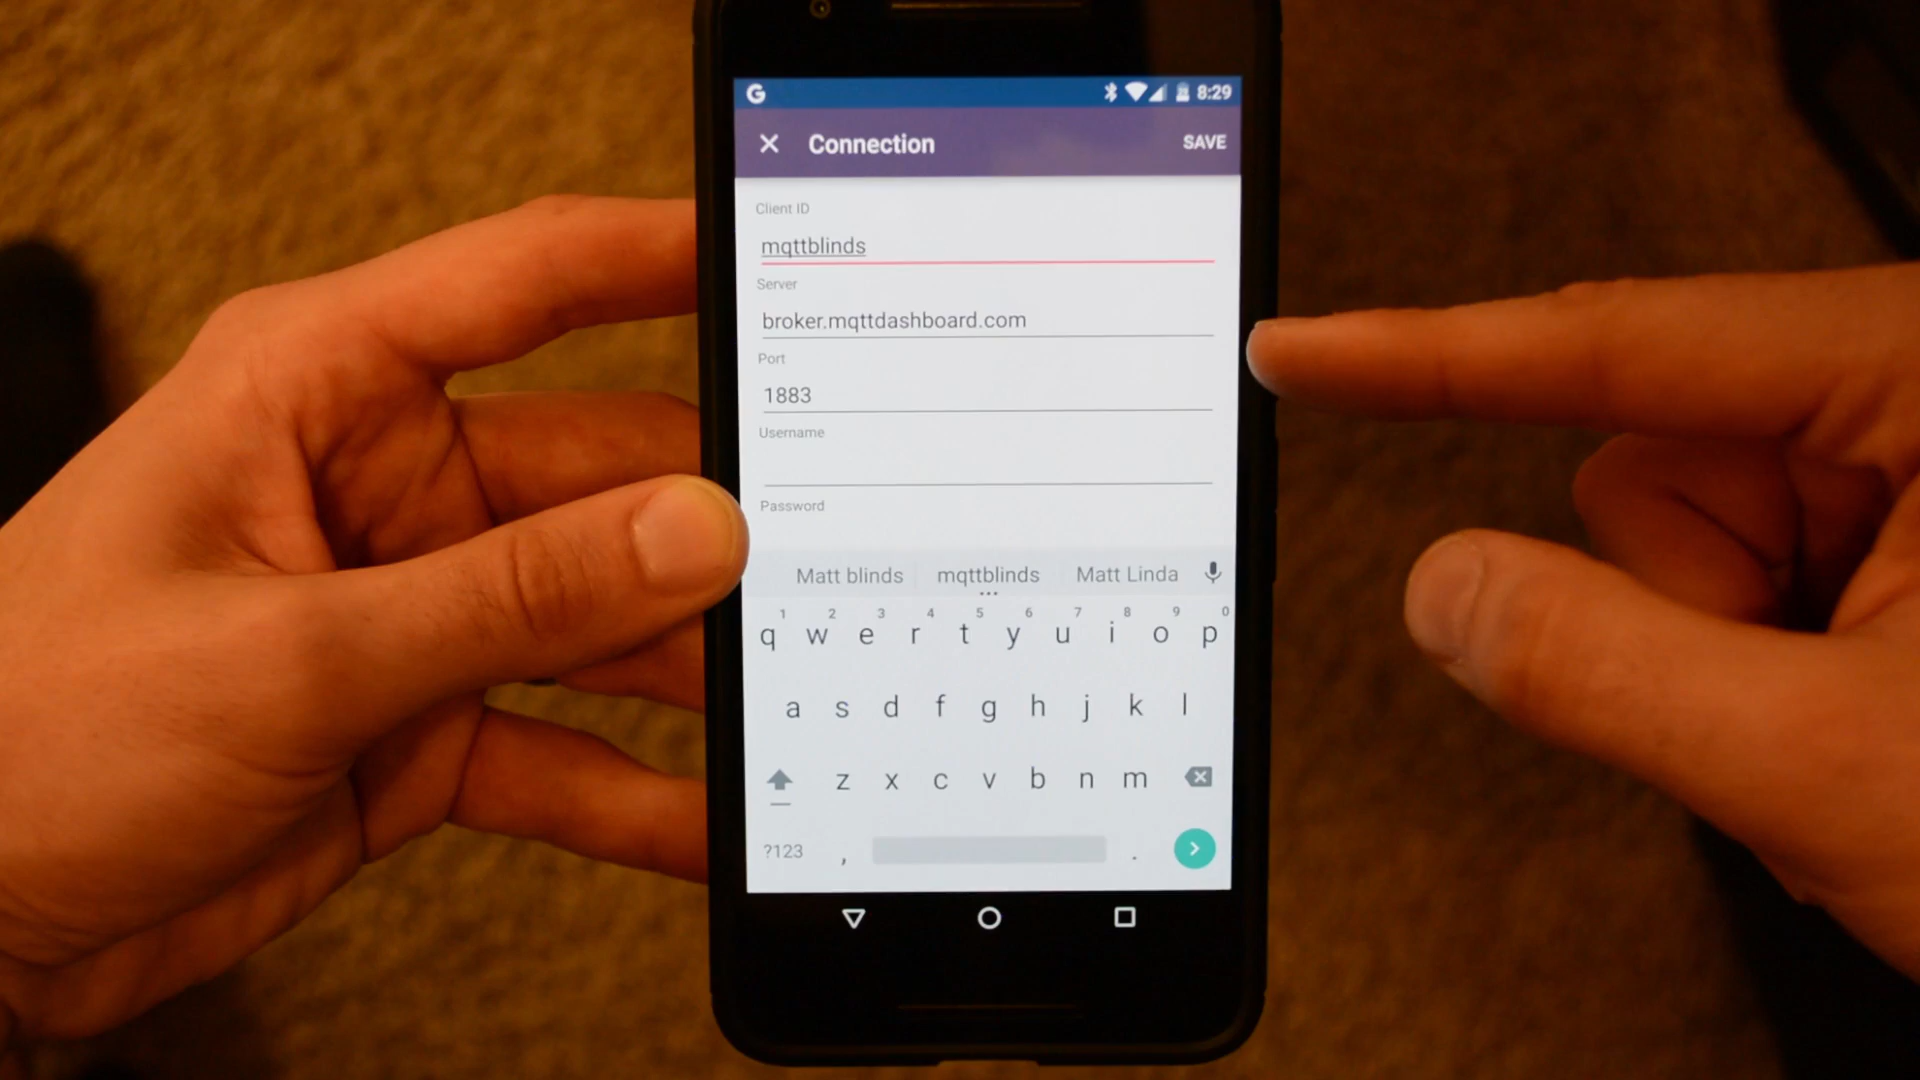 G 8:29
Connection SAVE
Client ID
mqttblinds
Server
broker.mqttdashboard.com
Port
1883
Username
Password
Matt blinds mqttblinds Matt Linda
1 2 3 4 5 6 7 8 9 0
q w e r t y u i o p
a s d f g h j k l
z x c v b n m
?123 , .